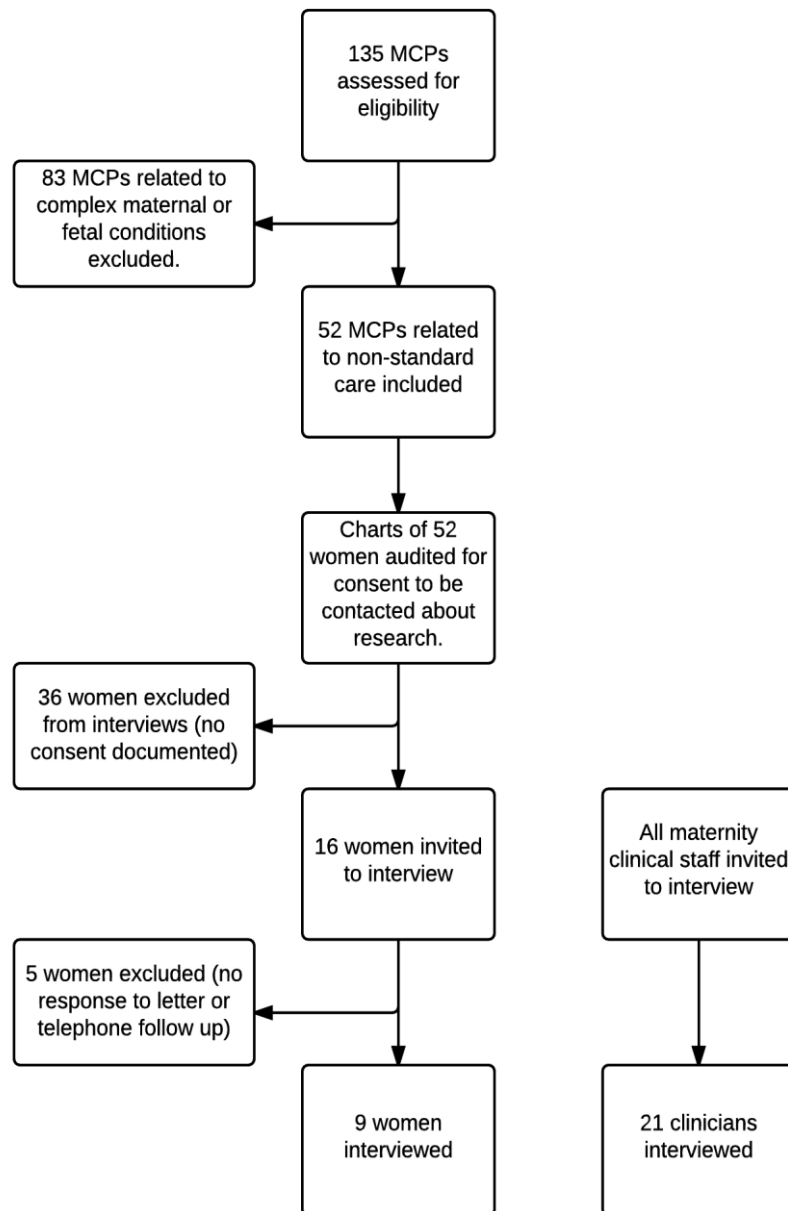 135 MCPs
assessed for
eligibility
83 MCPs related to
complex maternal or
fetal conditions
excluded.
52 MCPs related
to non-standard
care included
Charts of 52
women audited for
consent to be
contacted about
research.
36 women excluded
from interviews (no
consent documented)
16 women invited
to interview
All maternity
clinical staff invited
to interview
5 women excluded (no
response to letter or
telephone follow up)
9 women
interviewed
21 clinicians
interviewed